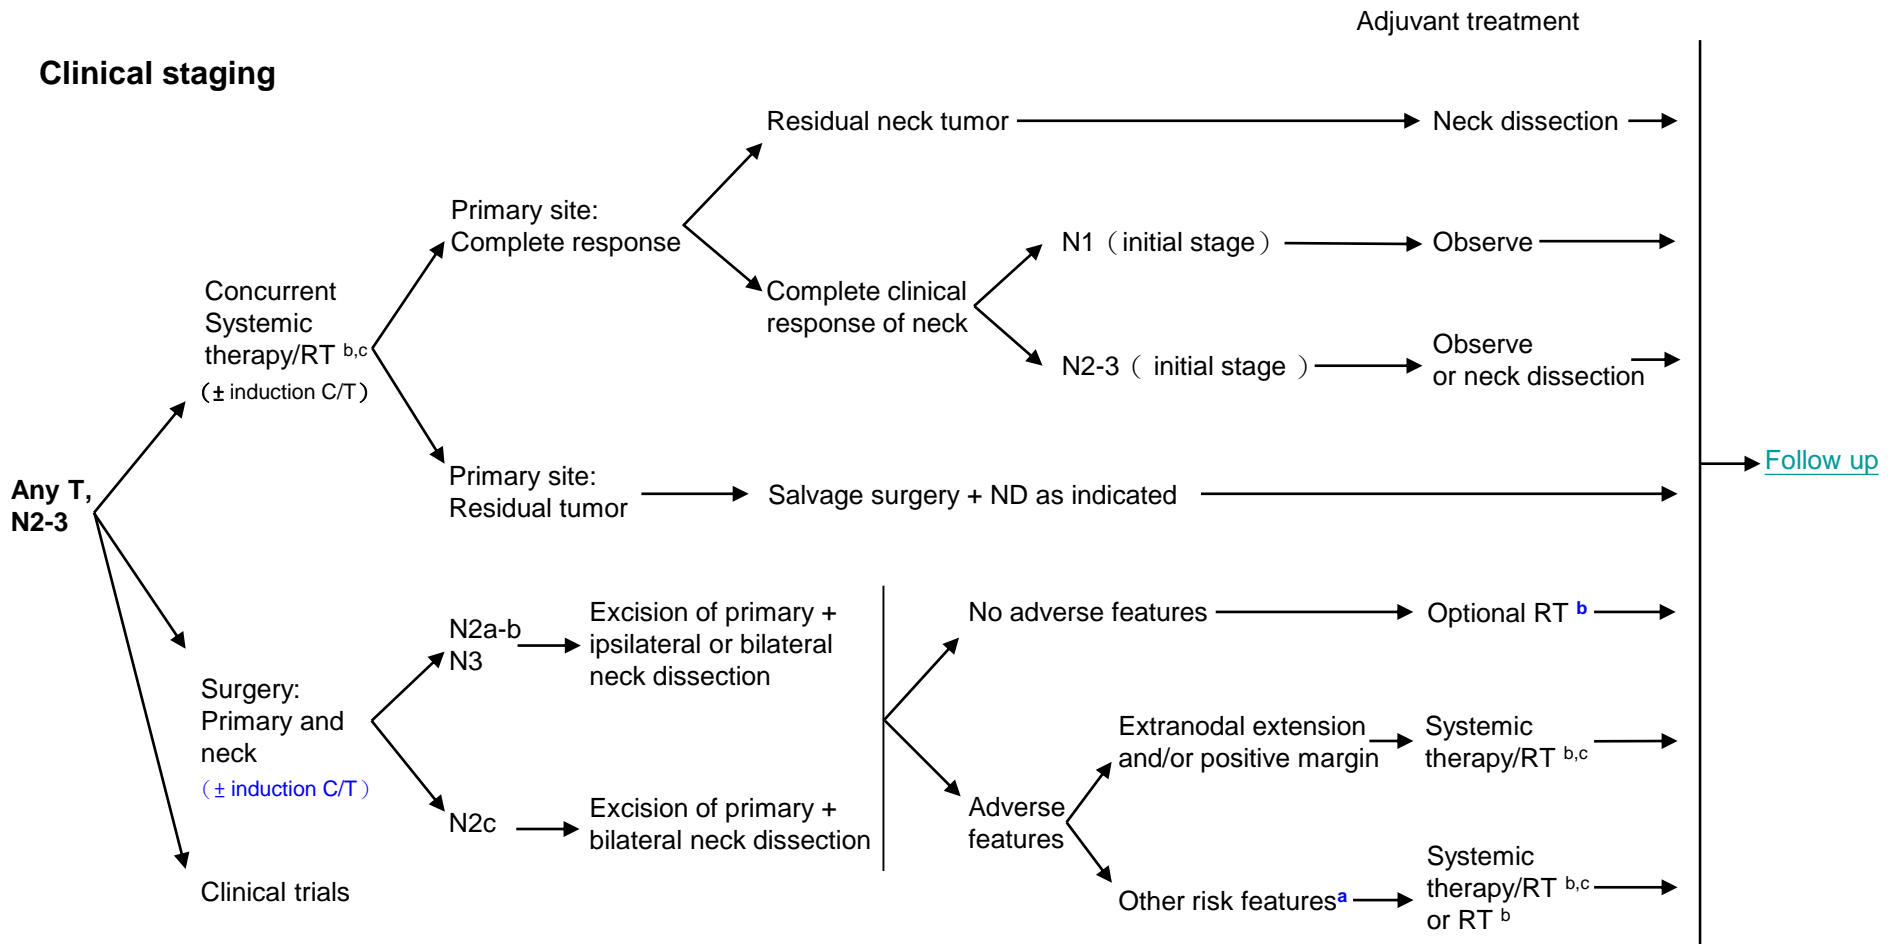 Adjuvant treatment
Clinical staging
Residual neck tumor
Neck dissection
Primary site:
Complete response
N1（initial stage）
Observe
Concurrent
Systemic
therapy/RT b,c
(± induction C/T)
Complete clinical
response of neck
N2-3（ initial stage ）
Observe
or neck dissection
Any T,
N2-3
Primary site:
Residual tumor
Salvage surgery + ND as indicated
Follow up
Surgery:
Primary and
neck
（± induction C/T）
N2a-b
N3
Excision of primary +
ipsilateral or bilateral
neck dissection
N2c
Excision of primary +
bilateral neck dissection
No adverse features
Optional RT b
Adverse
features
Extranodal extension
and/or positive margin
Systemic
therapy/RT b,c
Other risk featuresa
Systemic
therapy/RT b,c
or RT b
Clinical trials